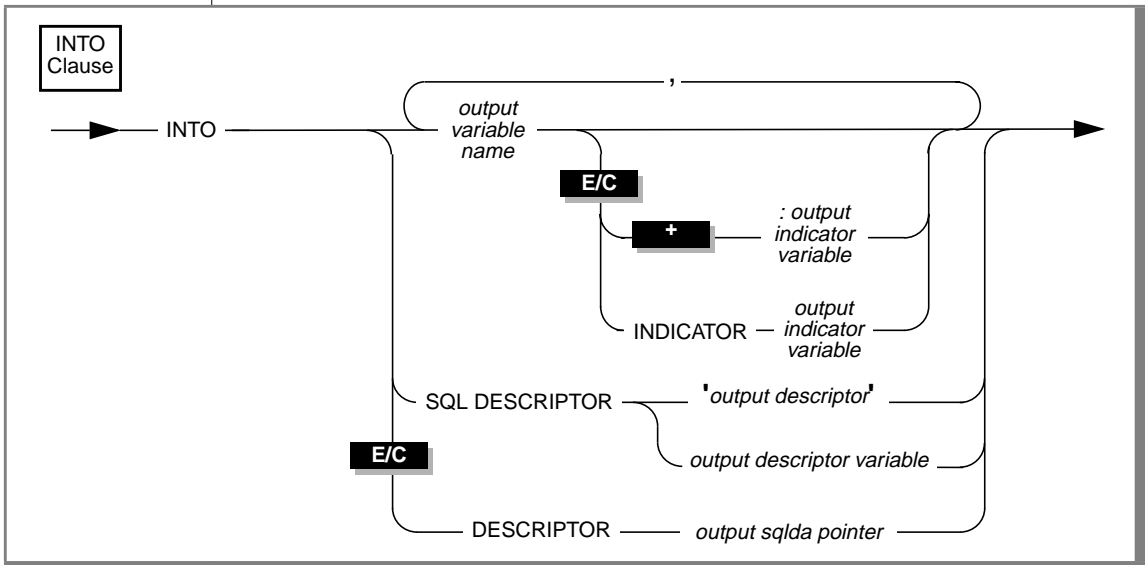 INTO
Clause
,
INTO
output
variable
name
E/C
+
: output
indicator
variable
INDICATOR
output
indicator
variable
SQL DESCRIPTOR
'output descriptor'
E/C
output descriptor variable
DESCRIPTOR
output sqlda pointer